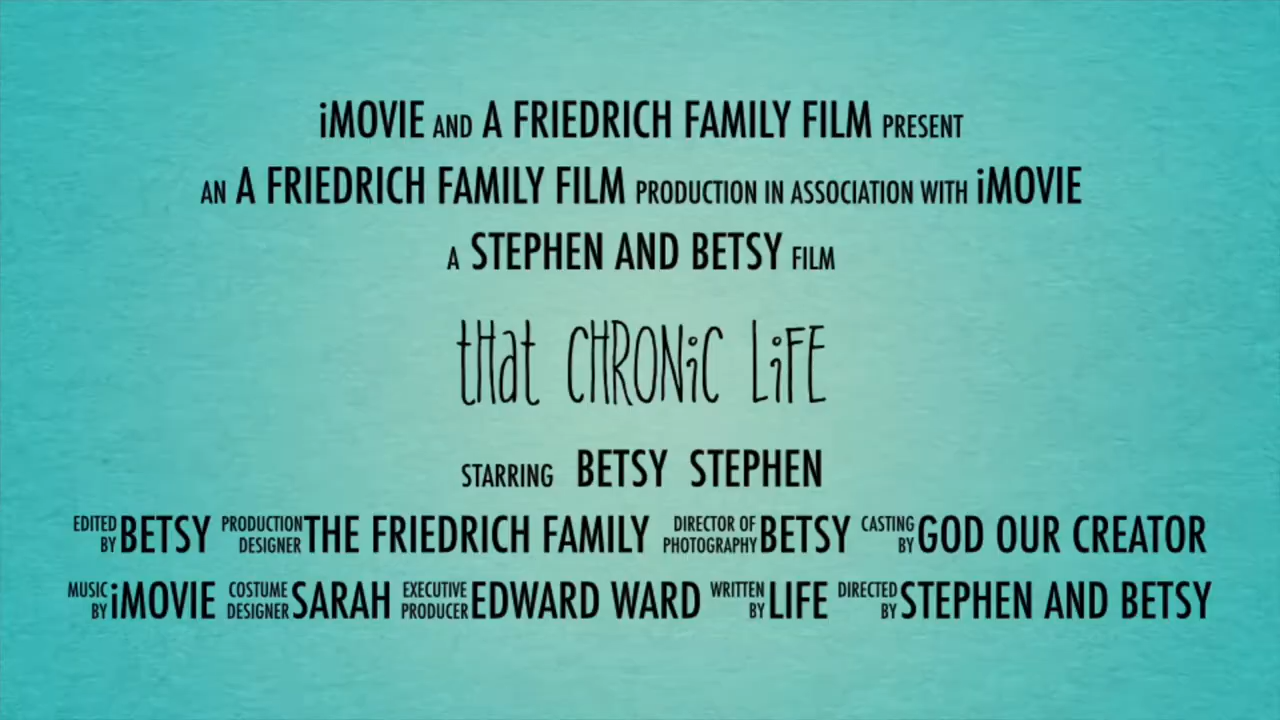 iMOVIE AND A FRIEDRICH FAMILY FILM PRESENT
AN A FRIEDRICH FAMILY FILM PRODUCTION IN ASSOCIATION WITH iMOVIE
A STEPHEN AND BETSY FILM
tHat CHRONiC LiFE
STARRING BETSY STEPHEN
EDITED BY BETSY PRODUCTION DESIGNER THE FRIEDRICH FAMILY DIRECTOR OF PHOTOGRAPHY BETSY CASTING BY GOD OUR CREATOR
MUSIC BY iMOVIE COSTUME DESIGNER SARAH EXECUTIVE PRODUCER EDWARD WARD WRITTEN BY LIFE DIRECTED BY STEPHEN AND BETSY